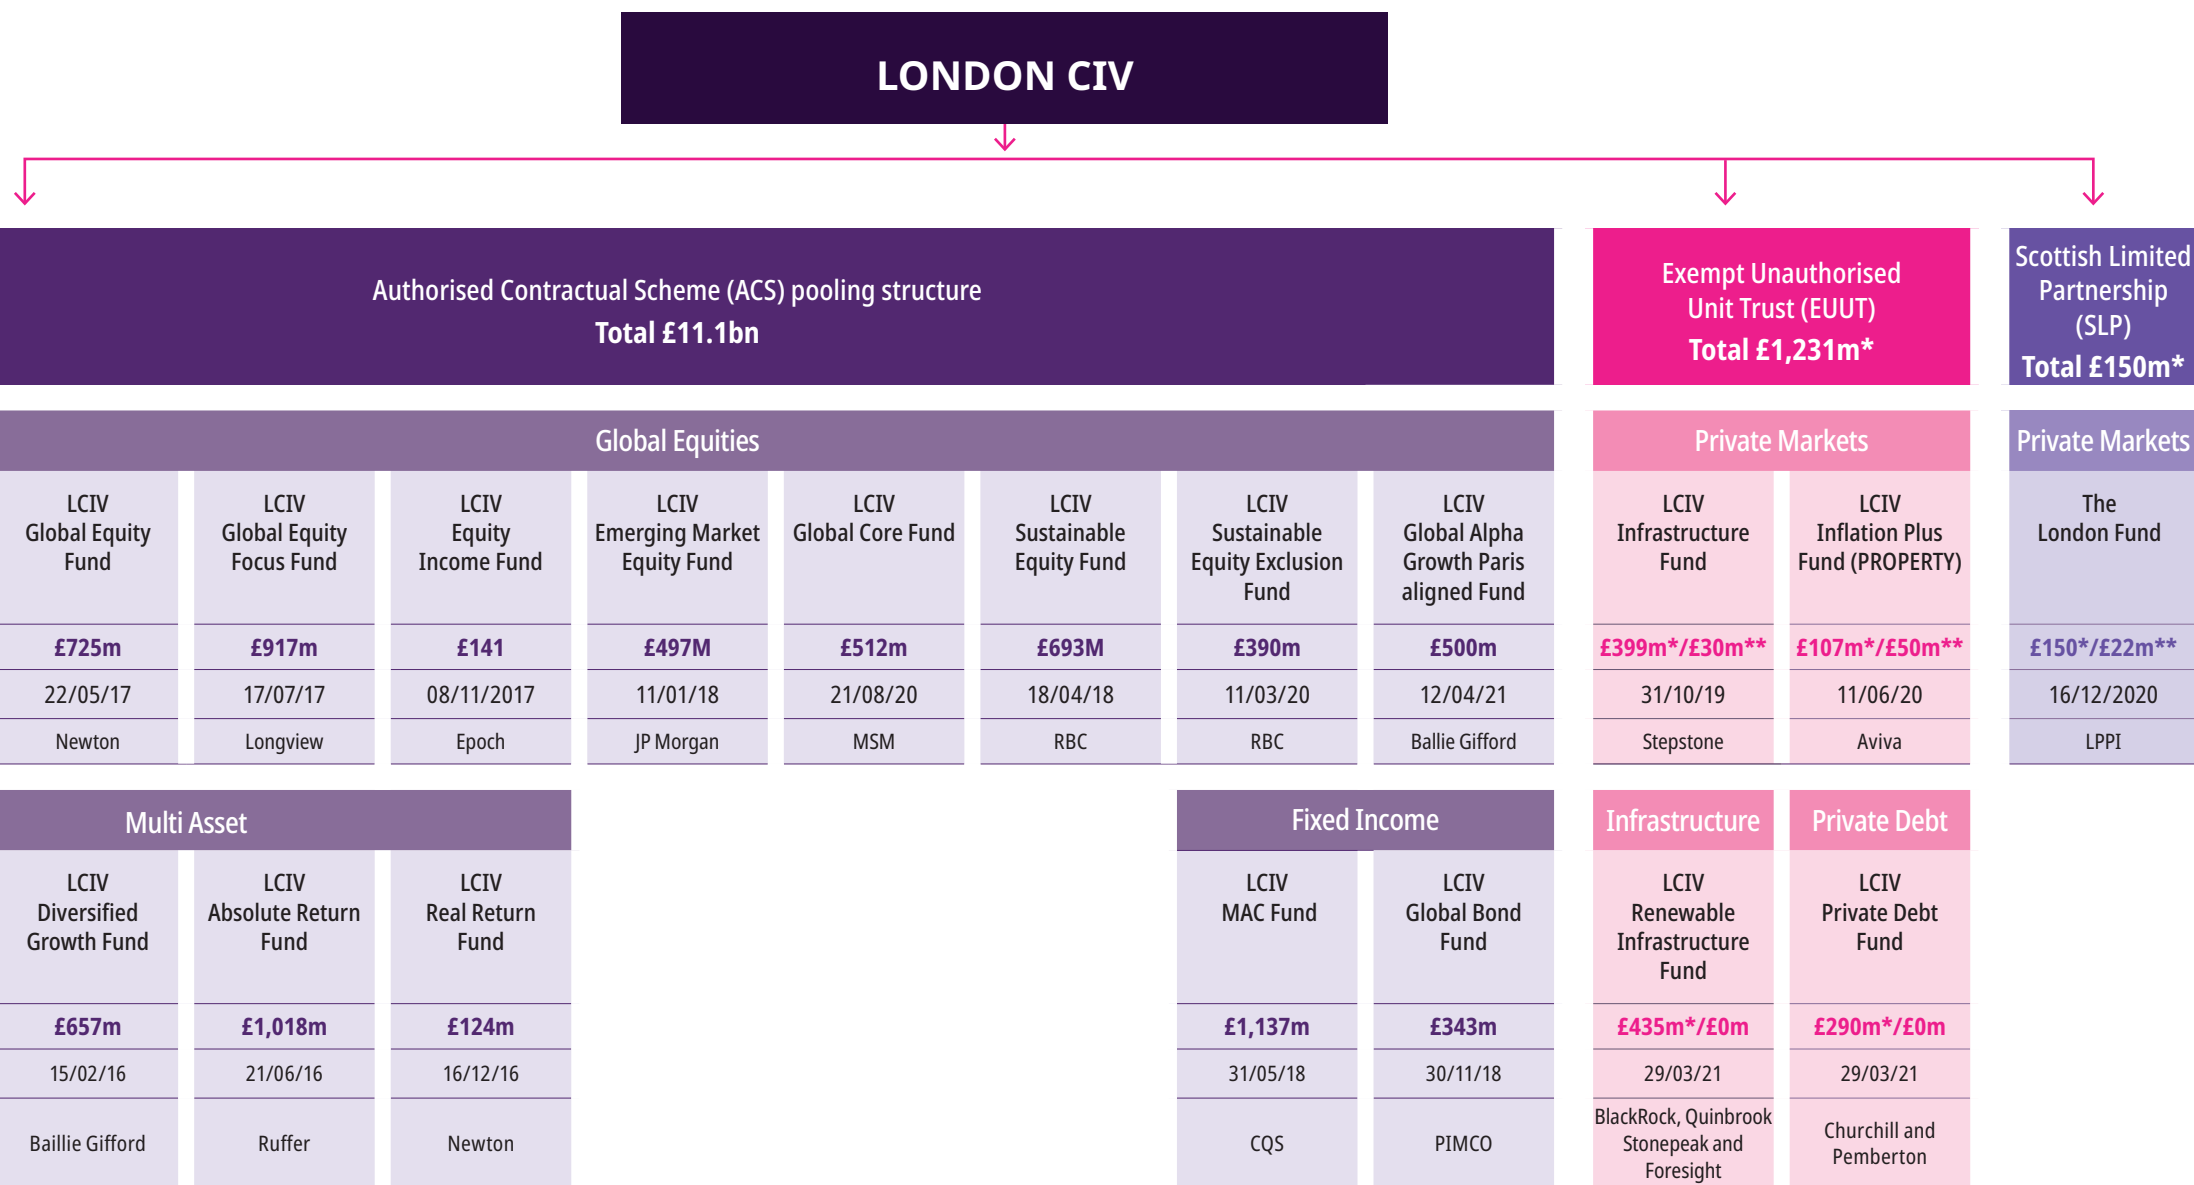 LONDON CIV
Authorised Contractual Scheme (ACS) pooling structure
Total £11.1bn
Exempt Unauthorised
Unit Trust (EUUT)
Total £1,231m*
Scottish Limited
Partnership
(SLP)
Total £150m*
Global Equities
Private Markets
Private Markets
LCIV
Global Equity
Fund
£725m
22/05/17
Newton
LCIV
Global Equity
Focus Fund
£917m
17/07/17
Longview
LCIV
Equity
Income Fund
£141
08/11/2017
Epoch
LCIV
Emerging Market
Equity Fund
£497M
11/01/18
JP Morgan
LCIV
Global Core Fund
£512m
21/08/20
MSM
LCIV
Sustainable
Equity Fund
£693M
18/04/18
RBC
LCIV
Sustainable
Equity Exclusion
Fund
£390m
11/03/20
RBC
LCIV
Global Alpha
Growth Paris
aligned Fund
£500m
12/04/21
Ballie Gifford
LCIV
Infrastructure
Fund
£399m*/£30m**
31/10/19
Stepstone
LCIV
Inflation Plus
Fund (PROPERTY)
£107m*/£50m**
11/06/20
Aviva
The
London Fund
£150*/£22m**
16/12/2020
LPPI
Multi Asset
LCIV
Diversified
Growth Fund
£657m
15/02/16
Baillie Gifford
LCIV
Absolute Return
Fund
£1,018m
21/06/16
Ruffer
LCIV
Real Return
Fund
£124m
16/12/16
Newton
Fixed Income
LCIV
MAC Fund
£1,137m
31/05/18
CQS
LCIV
Global Bond
Fund
£343m
30/11/18
PIMCO
Infrastructure
LCIV
Renewable
Infrastructure
Fund
£435m*/£0m
29/03/21
BlackRock, Quinbrook
Stonepeak and
Foresight
Private Debt
LCIV
Private Debt
Fund
£290m*/£0m
29/03/21
Churchill and
Pemberton